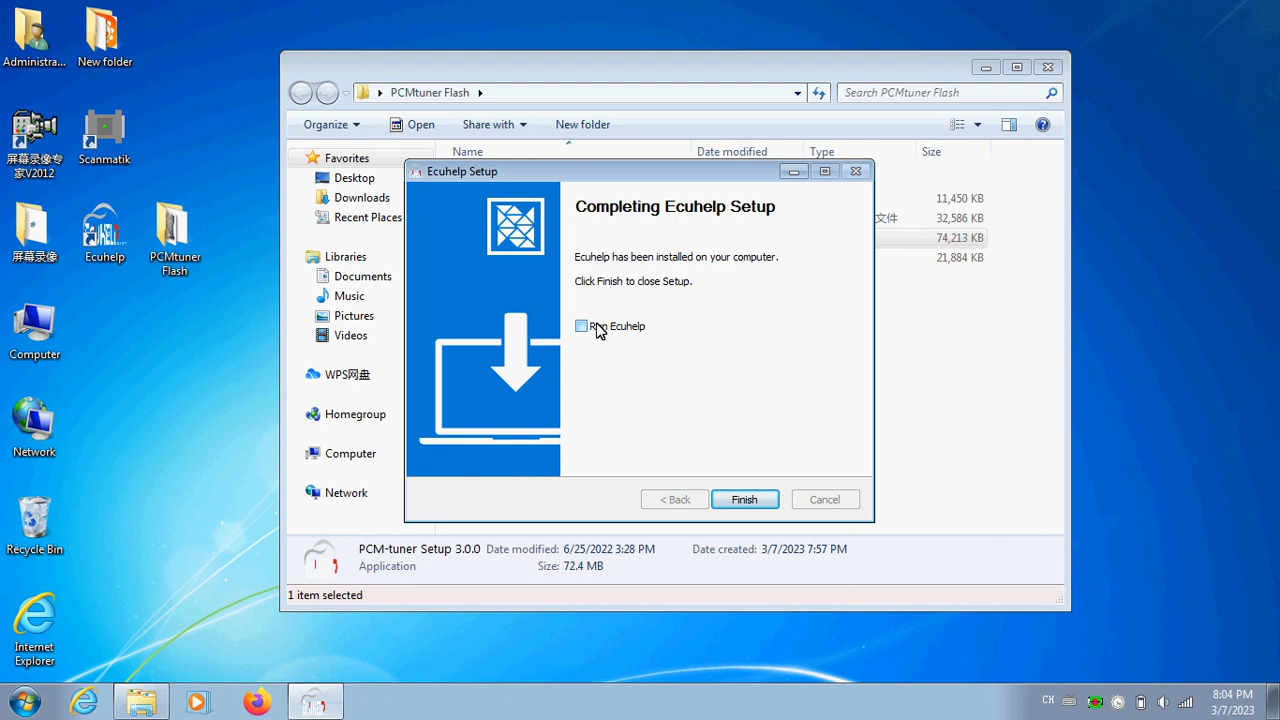 Administra...
New folder
屏幕录像专
家V2012
Scanmatik
屏幕录像
Ecuhelp
PCMtuner
Flash
Computer
Network
Recycle Bin
Internet
Explorer
PCMtuner Flash
Search PCMtuner Flash
Organize
Open
Share with
New folder
Name
Date modified
Type
Size
Favorites
Desktop
Downloads
Recent Places
Libraries
Documents
Music
Pictures
Videos
WPS网盘
Homegroup
Computer
Network
11,450 KB
文件
32,586 KB
74,213 KB
21,884 KB
Ecuhelp Setup
Completing Ecuhelp Setup
Ecuhelp has been installed on your computer.
Click Finish to close Setup.
Ecuhelp
< Back
Finish
Cancel
PCM-tuner Setup 3.0.0
Date modified: 6/25/2022 3:28 PM
Date created: 3/7/2023 7:57 PM
Application
Size: 72.4 MB
1 item selected
CH
8:04 PM
3/7/2023